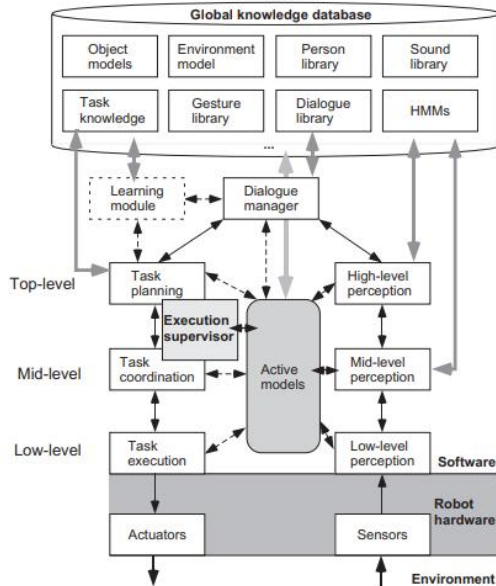 Global knowledge database
Object
models
Environment
model
Person
library
Sound
library
Task
knowledge
Gesture
library
Dialogue
library
HMMs
...
Learning
module
Dialogue
manager
Top-level
Task
planning
High-level
perception
Execution
supervisor
Active
models
Mid-level
Task
coordination
Mid-level
perception
Low-level
Task
execution
Low-level
perception
Software
Robot
hardware
Actuators
Sensors
Environment